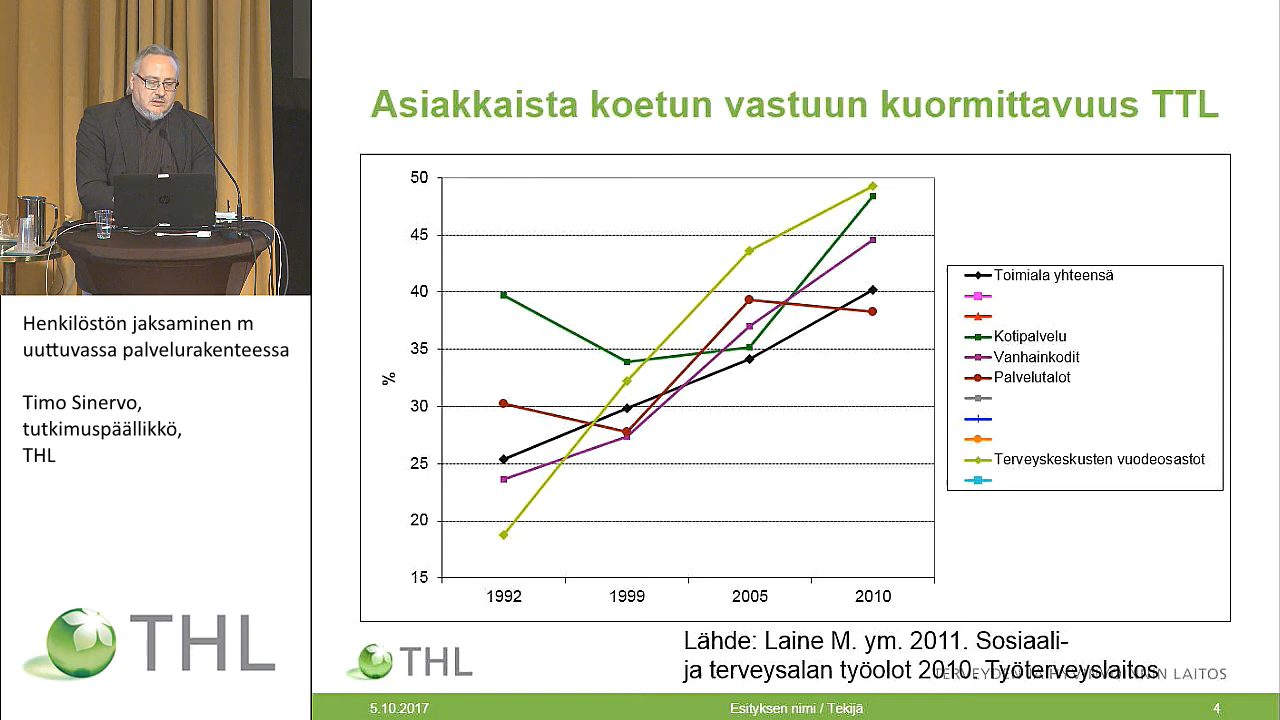 Asiakkaista koetun vastuun kuormittavuus TTL
50
45
40
35
30
25
20
15
%
1992
1999
2005
2010
Toimiala yhteensä
Kotipalvelu
Vanhainkodit
Palvelutalot
Terveyskeskusten vuodeosastot
Henkilöstön jaksaminen m
uuttuvassa palvelurakenteessa
Timo Sinervo,
tutkimuspäällikkö,
THL
THL
THL
Lähde: Laine M. ym. 2011. Sosiaali-
ja terveysalan työolot 2010. Työterveyslaitos
LAITOS
5.10.2017
Esityksen nimi / Tekijä
4